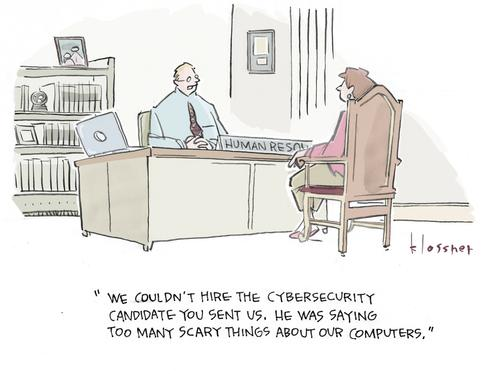 HUMAN RESOU
klossner
" WE COULDN'T HIRE THE CYBERSECURITY
CANDIDATE YOU SENT US. HE WAS SAYING
TOO MANY SCARY THINGS ABOUT OUR COMPUTERS."